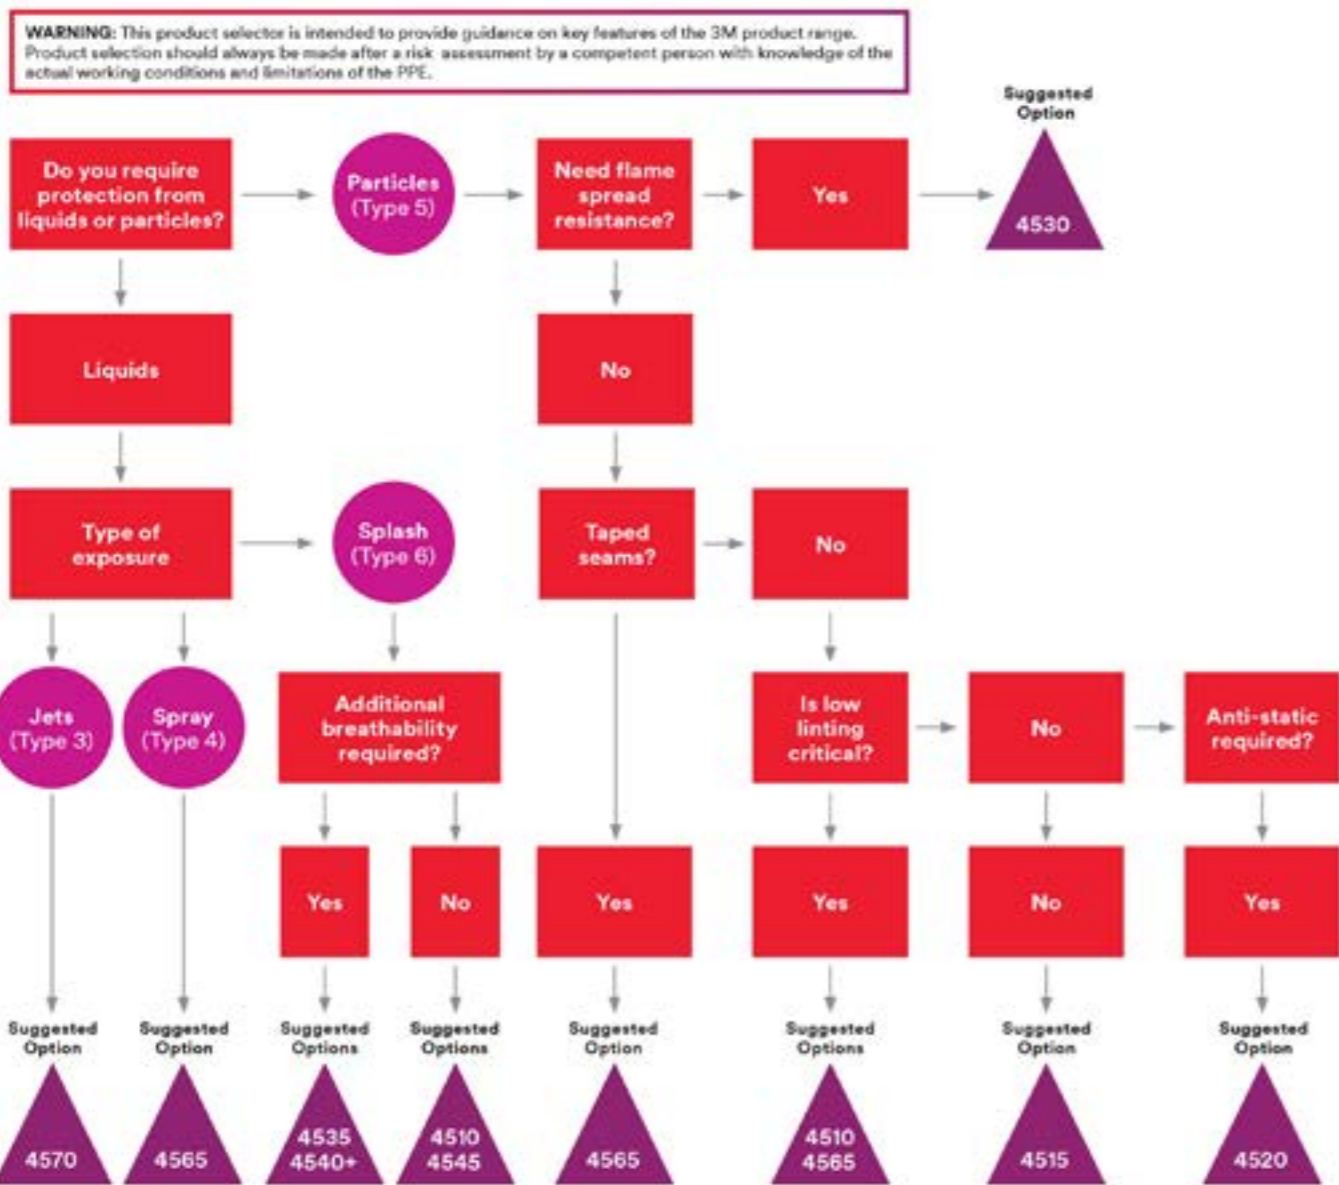 WARNING: This product selector is intended to provide guidance on key features of the 3M product range.
Product selection should always be made after a risk assessment by a competent person with knowledge of the
actual working conditions and limitations of the PPE.
Suggested
Option
Do you require
protection from
liquids or particles?
Particles
(Type 5)
Need flame
spread
resistance?
Yes
4530
Liquids
No
Type of
exposure
Splash
(Type 6)
Taped
seams?
No
Jets
(Type 3)
Spray
(Type 4)
Additional
breathability
required?
Is low
linting
critical?
No
Anti-static
required?
Yes
No
Yes
Yes
No
Yes
Suggested
Option
Suggested
Option
Suggested
Options
Suggested
Options
Suggested
Option
Suggested
Options
Suggested
Option
Suggested
Option
4570
4565
4535
4540+
4510
4545
4565
4510
4565
4515
4520